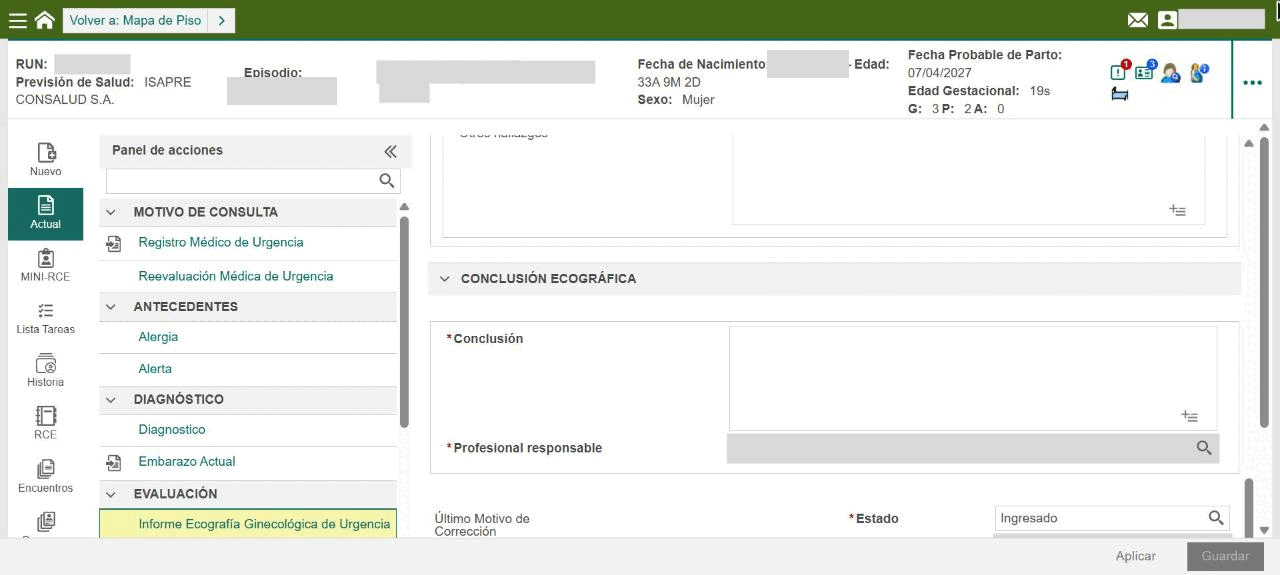 Volver a: Mapa de Piso
RUN:
Previsión de Salud: ISAPRE
CONSALUD S.A.
Episodio:
Fecha de Nacimiento - Edad:
33A 9M 2D
Sexo: Mujer
Fecha Probable de Parto:
07/04/2027
Edad Gestacional: 19s
G: 3 P: 2 A: 0
1
3
Nuevo
Actual
MINI-RCE
Lista Tareas
Historia
RCE
Encuentros
Panel de acciones
MOTIVO DE CONSULTA
Registro Médico de Urgencia
Reevaluación Médica de Urgencia
ANTECEDENTES
Alergia
Alerta
DIAGNÓSTICO
Diagnostico
Embarazo Actual
EVALUACIÓN
Informe Ecografía Ginecológica de Urgencia
Otros hallazgos
CONCLUSIÓN ECOGRÁFICA
*Conclusión
*Profesional responsable
Último Motivo de
Corrección
*Estado
Ingresado
Aplicar
Guardar